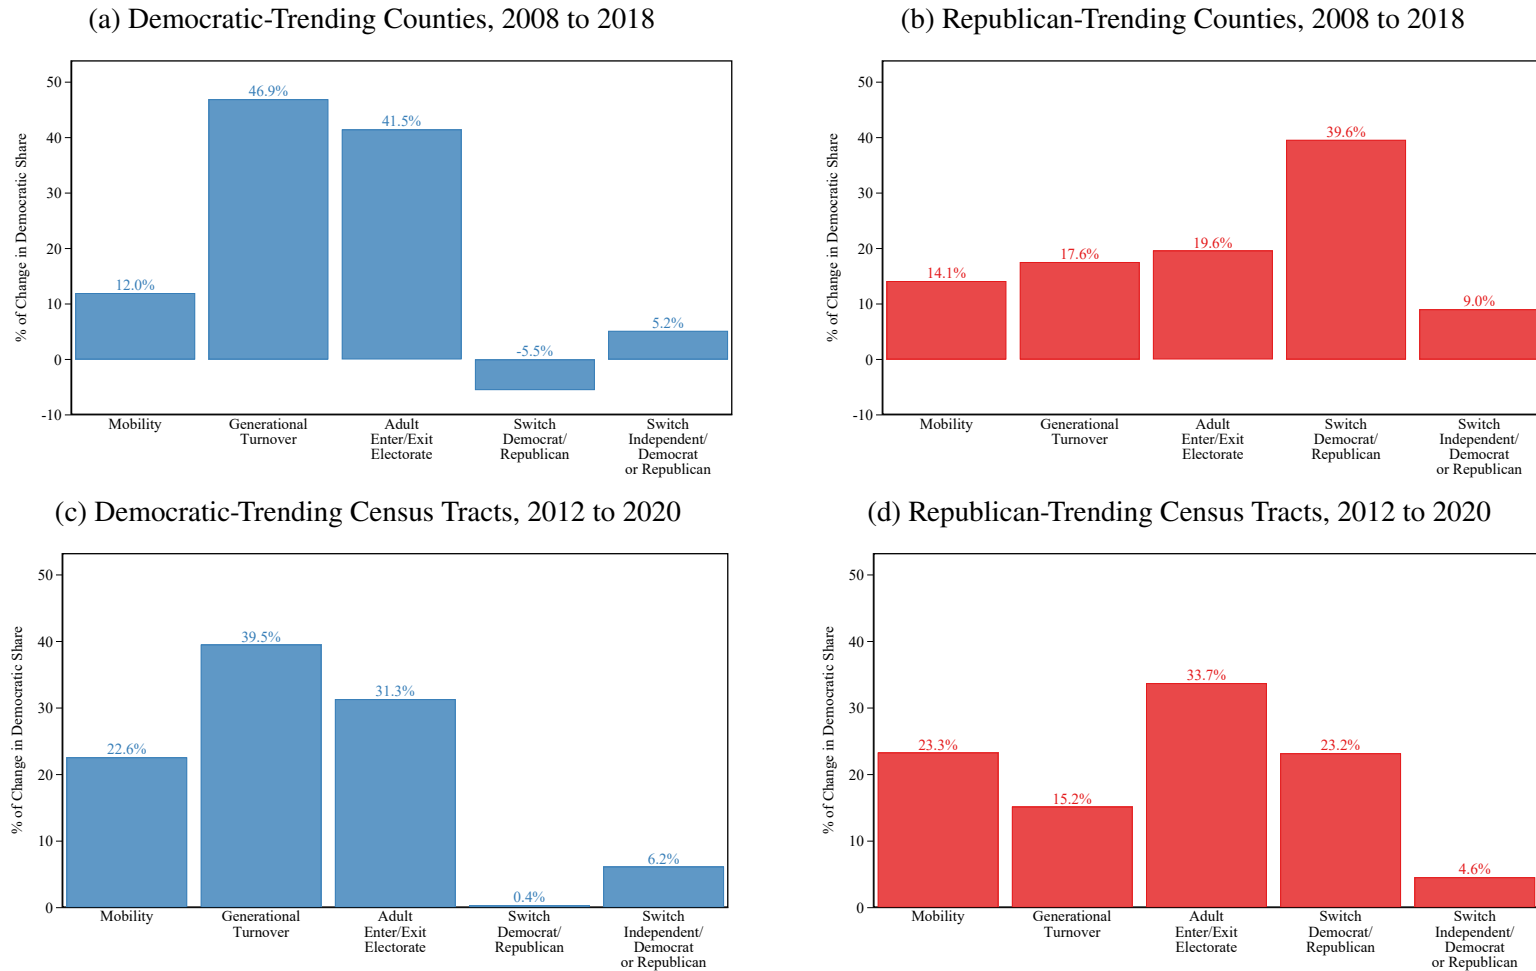 (a) Democratic-Trending Counties, 2008 to 2018
% of Change in Democratic Share
50
40
30
20
10
0
-10
12.0%
46.9%
41.5%
-5.5%
5.2%
Mobility
Generational
Turnover
Adult
Enter/Exit
Electorate
Switch
Democrat/
Republican
Switch
Independent/
Democrat
or Republican
(b) Republican-Trending Counties, 2008 to 2018
% of Change in Democratic Share
50
40
30
20
10
0
-10
14.1%
17.6%
19.6%
39.6%
9.0%
Mobility
Generational
Turnover
Adult
Enter/Exit
Electorate
Switch
Democrat/
Republican
Switch
Independent/
Democrat
or Republican
(c) Democratic-Trending Census Tracts, 2012 to 2020
% of Change in Democratic Share
50
40
30
20
10
0
22.6%
39.5%
31.3%
0.4%
6.2%
Mobility
Generational
Turnover
Adult
Enter/Exit
Electorate
Switch
Democrat/
Republican
Switch
Independent/
Democrat
or Republican
(d) Republican-Trending Census Tracts, 2012 to 2020
% of Change in Democratic Share
50
40
30
20
10
0
23.3%
15.2%
33.7%
23.2%
4.6%
Mobility
Generational
Turnover
Adult
Enter/Exit
Electorate
Switch
Democrat/
Republican
Switch
Independent/
Democrat
or Republican